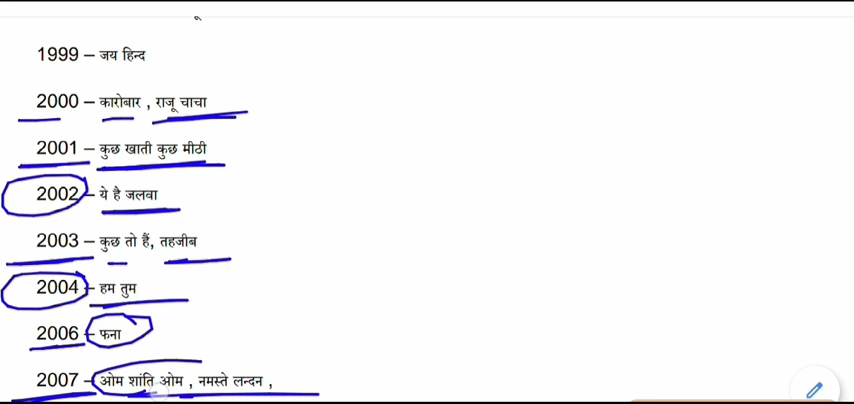 1999 – जय हिन्द
2000 – कारोबार , राजू चाचा
2001 – कुछ खाती कुछ मीठी
2002 – ये है जलवा
2003 – कुछ तो हैं, तहजीब
2004 – हम तुम
2006 – फना
2007 – ओम शांति ओम , नमस्ते लन्दन ,